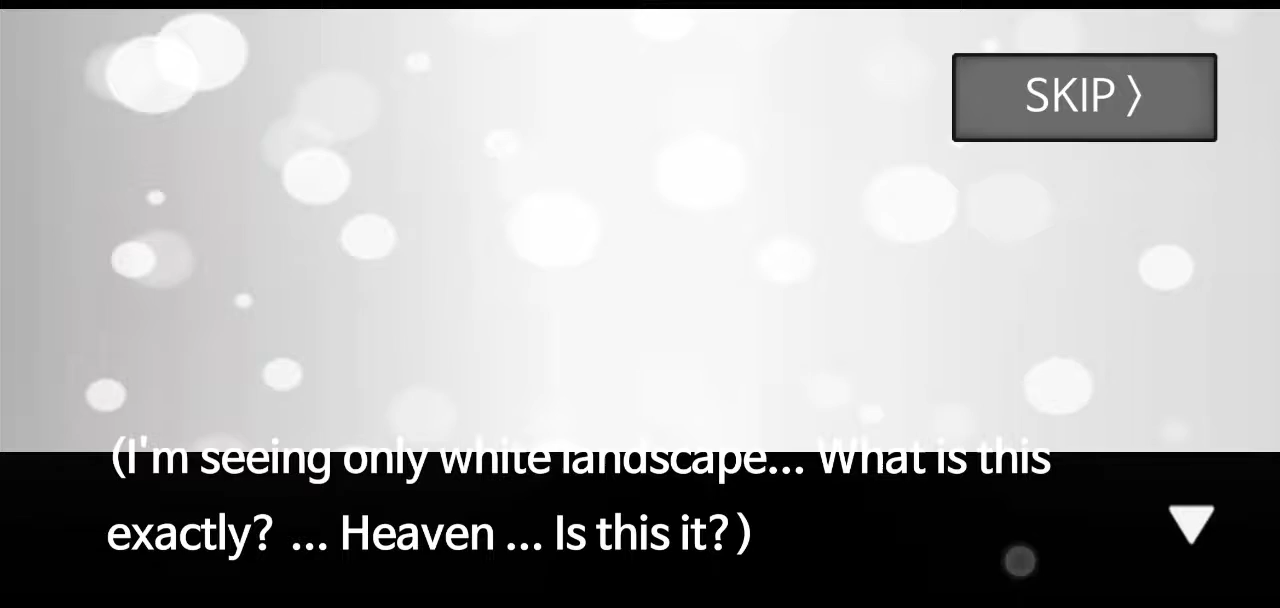 SKIP 〉
(I'm seeing only white landscape... What is this
exactly? ... Heaven ... Is this it?)